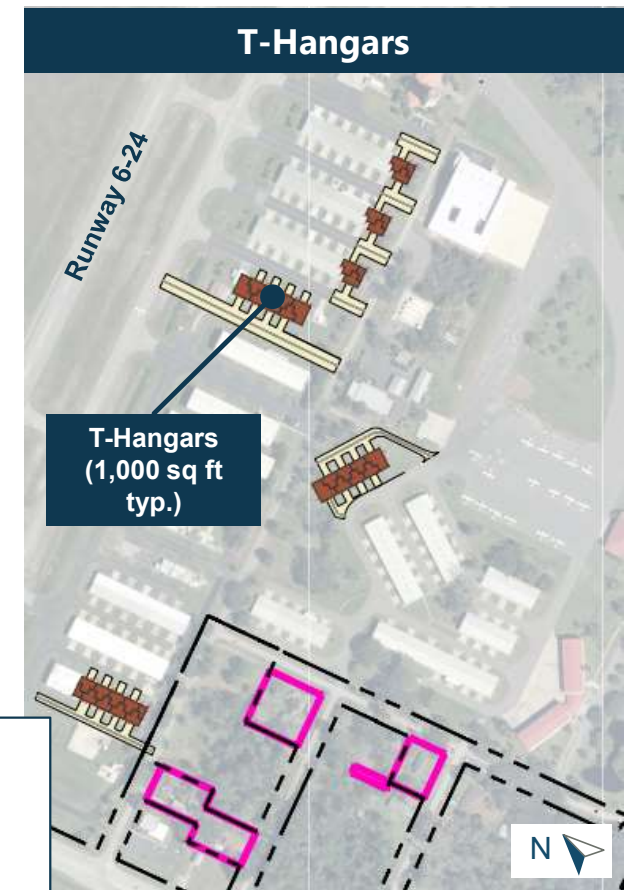 T-Hangars
Runway 6-24
T-Hangars
(1,000 sq ft
typ.)
N